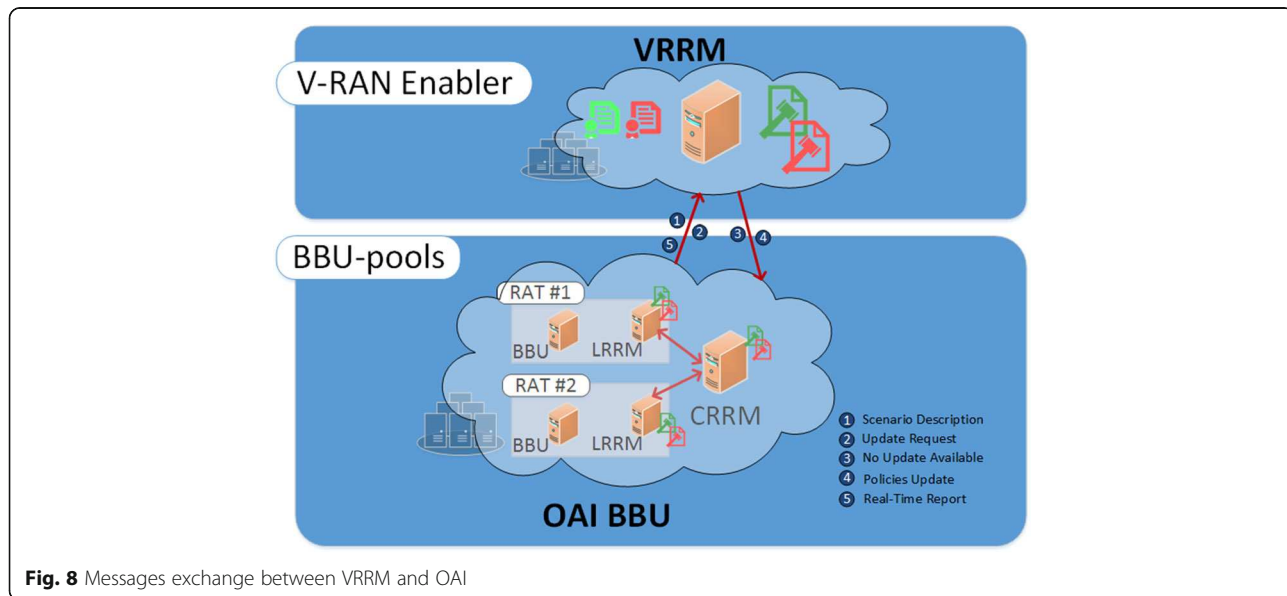 VRRM
V-RAN Enabler
1
5
2
3
4
BBU-pools
RAT #1
BBU
LRRM
RAT #2
BBU
LRRM
CRRM
1 Scenario Description
2 Update Request
3 No Update Available
4 Policies Update
5 Real-Time Report
OAI BBU
Fig. 8 Messages exchange between VRRM and OAI